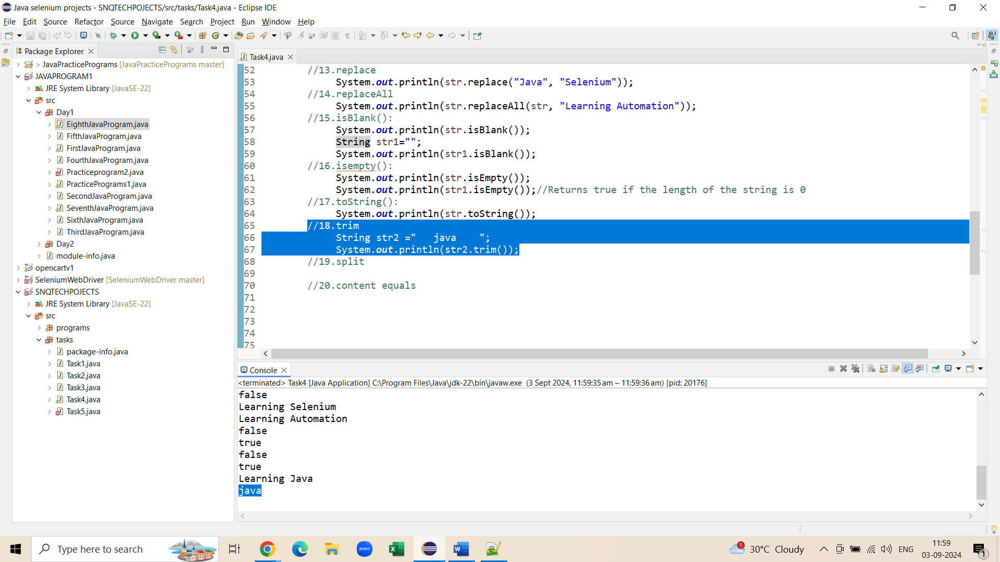 Java selenium projects - SNQTECHPOJECTS/src/tasks/Task4.java - Eclipse IDE
File Edit Source Refactor Source Navigate Search Project Run Window Help
Package Explorer
> JavaPracticePrograms [JavaPracticePrograms master]
JAVAPROGRAM1
JRE System Library [JavaSE-22]
src
Day1
EighthJavaProgram.java
FifthJavaProgram.java
FirstJavaProgram.java
FourthJavaProgram.java
Practiceprogram2.java
PracticePrograms1.java
SecondJavaProgram.java
SeventhJavaProgram.java
SixthJavaProgram.java
ThirdJavaProgram.java
Day2
module-info.java
opencartv1
SeleniumWebDriver [SeleniumWebDriver master]
SNQTECHPOJECTS
JRE System Library [JavaSE-22]
src
programs
tasks
package-info.java
Task1.java
Task2.java
Task3.java
Task4.java
Task5.java
Task4.java
52 //13.replace
53 System.out.println(str.replace("Java", "Selenium"));
54 //14.replaceAll
55 System.out.println(str.replaceAll(str, "Learning Automation"));
56 //15.isBlank():
57 System.out.println(str.isBlank());
58 String str1="";
59 System.out.println(str1.isBlank());
60 //16.isempty():
61 System.out.println(str.isEmpty());
62 System.out.println(str1.isEmpty());//Returns true if the length of the string is 0
63 //17.toString():
64 System.out.println(str.toString());
65 //18.trim
66 String str2 ="   java    ";
67 System.out.println(str2.trim());
68 //19.split
69
70 //20.content equals
71
72
73
74
75
Console
<terminated> Task4 [Java Application] C:\Program Files\Java\jdk-22\bin\javaw.exe (3 Sept 2024, 11:59:35 am – 11:59:36 am) [pid: 20176]
false
Learning Selenium
Learning Automation
false
true
false
true
Learning Java
java
Type here to search
zoom
1
30°C Cloudy
ENG
11:59
03-09-2024
1